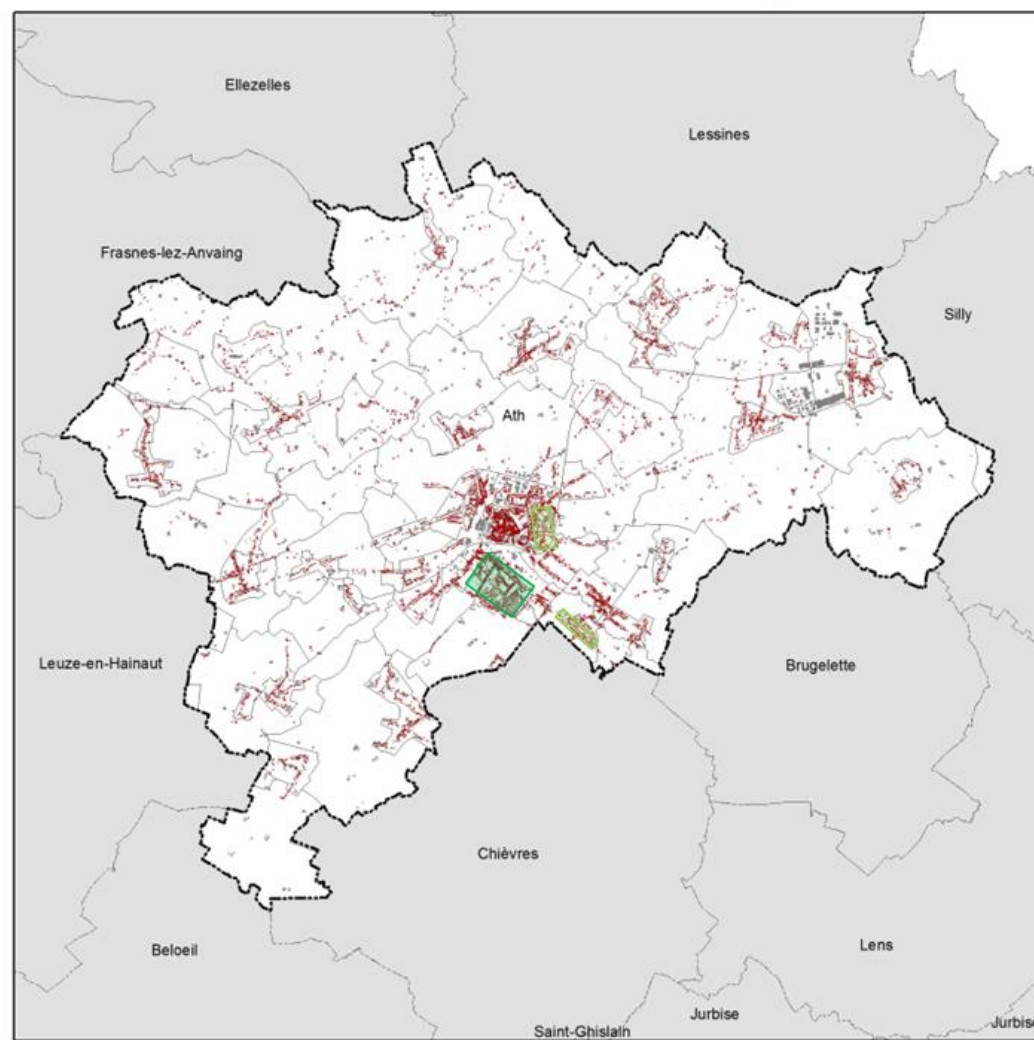 Ellezelles
Lessines
Frasnes-lez-Anvaing
Silly
Ath
Leuze-en-Hainaut
Brugelette
Chièvres
Beloeil
Lens
Jurbise
Jurbise
Saint-Ghislain